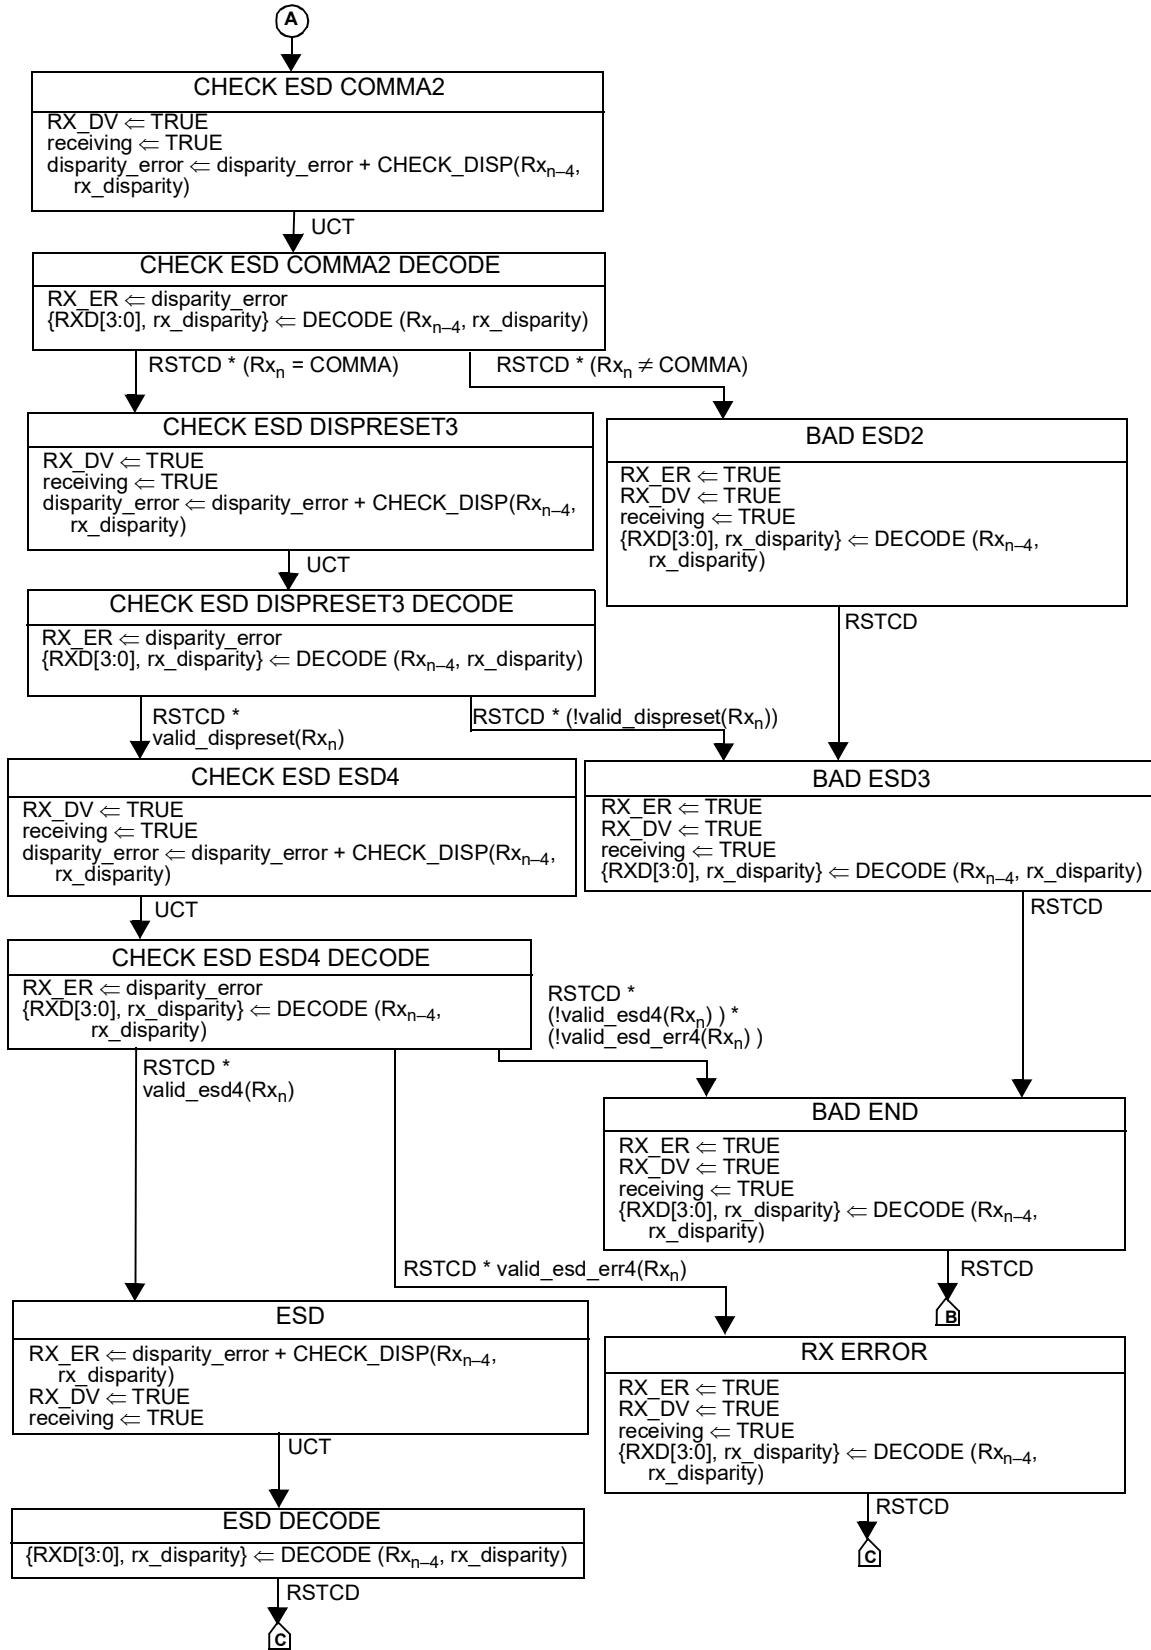 A
CHECK ESD COMMA2
RX_DV ⇐ TRUE
receiving ⇐ TRUE
disparity_error ⇐ disparity_error + CHECK_DISP(Rxn–4,
rx_disparity)
UCT
CHECK ESD COMMA2 DECODE
RX_ER ⇐ disparity_error
{RXD[3:0], rx_disparity} ⇐ DECODE (Rxn–4, rx_disparity)
RSTCD * (Rxn = COMMA)
RSTCD * (Rxn ≠ COMMA)
CHECK ESD DISPRESET3
RX_DV ⇐ TRUE
receiving ⇐ TRUE
disparity_error ⇐ disparity_error + CHECK_DISP(Rxn–4,
rx_disparity)
BAD ESD2
RX_ER ⇐ TRUE
RX_DV ⇐ TRUE
receiving ⇐ TRUE
{RXD[3:0], rx_disparity} ⇐ DECODE (Rxn–4,
rx_disparity)
UCT
CHECK ESD DISPRESET3 DECODE
RX_ER ⇐ disparity_error
{RXD[3:0], rx_disparity} ⇐ DECODE (Rxn–4, rx_disparity)
RSTCD
RSTCD *
valid_dispreset(Rxn)
RSTCD * (!valid_dispreset(Rxn))
CHECK ESD ESD4
RX_DV ⇐ TRUE
receiving ⇐ TRUE
disparity_error ⇐ disparity_error + CHECK_DISP(Rxn–4,
rx_disparity)
BAD ESD3
RX_ER ⇐ TRUE
RX_DV ⇐ TRUE
receiving ⇐ TRUE
{RXD[3:0], rx_disparity} ⇐ DECODE (Rxn–4, rx_disparity)
UCT
RSTCD
CHECK ESD ESD4 DECODE
RX_ER ⇐ disparity_error
{RXD[3:0], rx_disparity} ⇐ DECODE (Rxn–4,
rx_disparity)
RSTCD *
(!valid_esd4(Rxn) ) *
(!valid_esd_err4(Rxn) )
RSTCD *
valid_esd4(Rxn)
BAD END
RX_ER ⇐ TRUE
RX_DV ⇐ TRUE
receiving ⇐ TRUE
{RXD[3:0], rx_disparity} ⇐ DECODE (Rxn–4,
rx_disparity)
RSTCD * valid_esd_err4(Rxn)
RSTCD
B
ESD
RX_ER ⇐ disparity_error + CHECK_DISP(Rxn–4,
rx_disparity)
RX_DV ⇐ TRUE
receiving ⇐ TRUE
RX ERROR
RX_ER ⇐ TRUE
RX_DV ⇐ TRUE
receiving ⇐ TRUE
{RXD[3:0], rx_disparity} ⇐ DECODE (Rxn–4,
rx_disparity)
UCT
RSTCD
C
ESD DECODE
{RXD[3:0], rx_disparity} ⇐ DECODE (Rxn–4, rx_disparity)
RSTCD
C